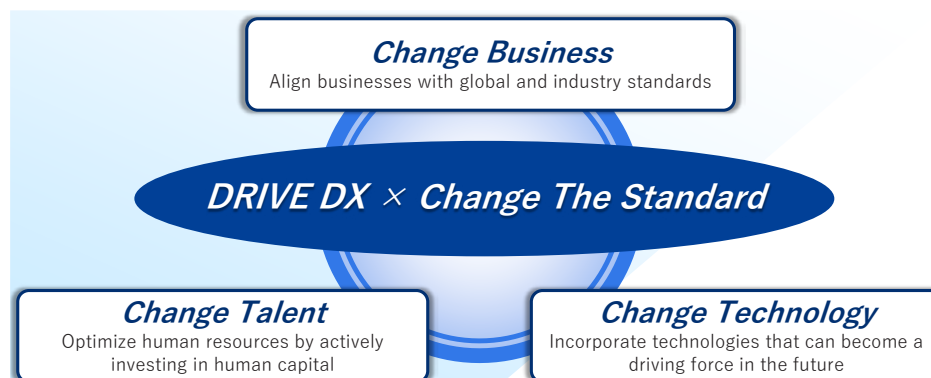 Change Business
Align businesses with global and industry standards
DRIVE DX × Change The Standard
Change Talent
Optimize human resources by actively
investing in human capital
Change Technology
Incorporate technologies that can become a
driving force in the future